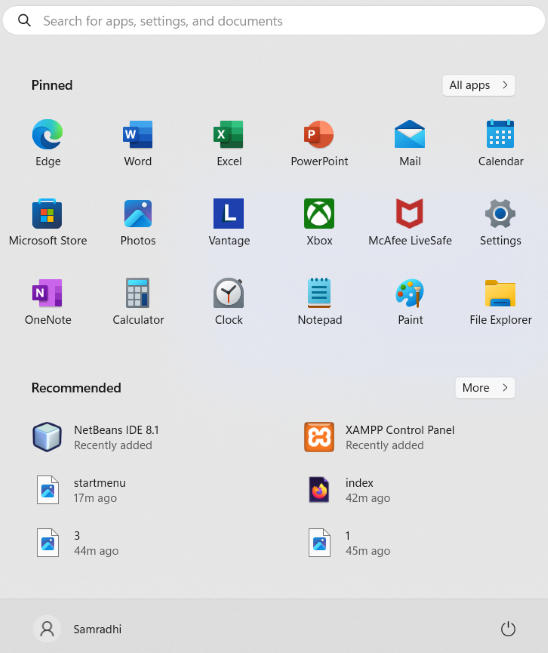 Search for apps, settings, and documents
Pinned
All apps
Edge
Word
Excel
PowerPoint
Mail
Calendar
Microsoft Store
Photos
Vantage
Xbox
McAfee LiveSafe
Settings
OneNote
Calculator
Clock
Notepad
Paint
File Explorer
Recommended
More
NetBeans IDE 8.1
Recently added
XAMPP Control Panel
Recently added
startmenu
17m ago
index
42m ago
3
44m ago
1
45m ago
Samradhi